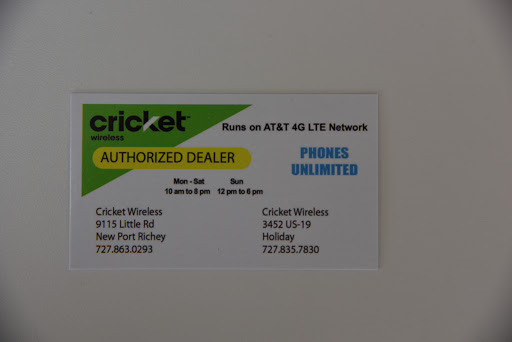 cricket
wireless
Runs on AT&T 4G LTE Network
AUTHORIZED DEALER
PHONES
UNLIMITED
Mon - Sat Sun
10 am to 8 pm 12 pm to 6 pm
Cricket Wireless
9115 Little Rd
New Port Richey
727.863.0293
Cricket Wireless
3452 US-19
Holiday
727.835.7830